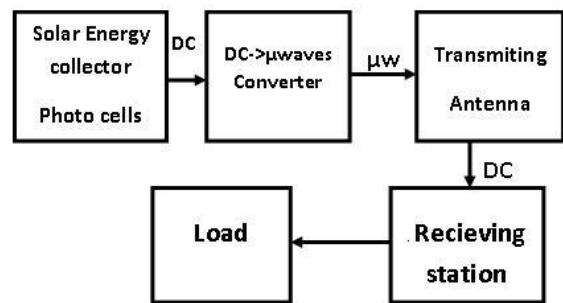 Solar Energy
collector
Photo cells
DC
DC->μwaves
Converter
μw
Transmiting
Antenna
DC
Recieving
station
Load